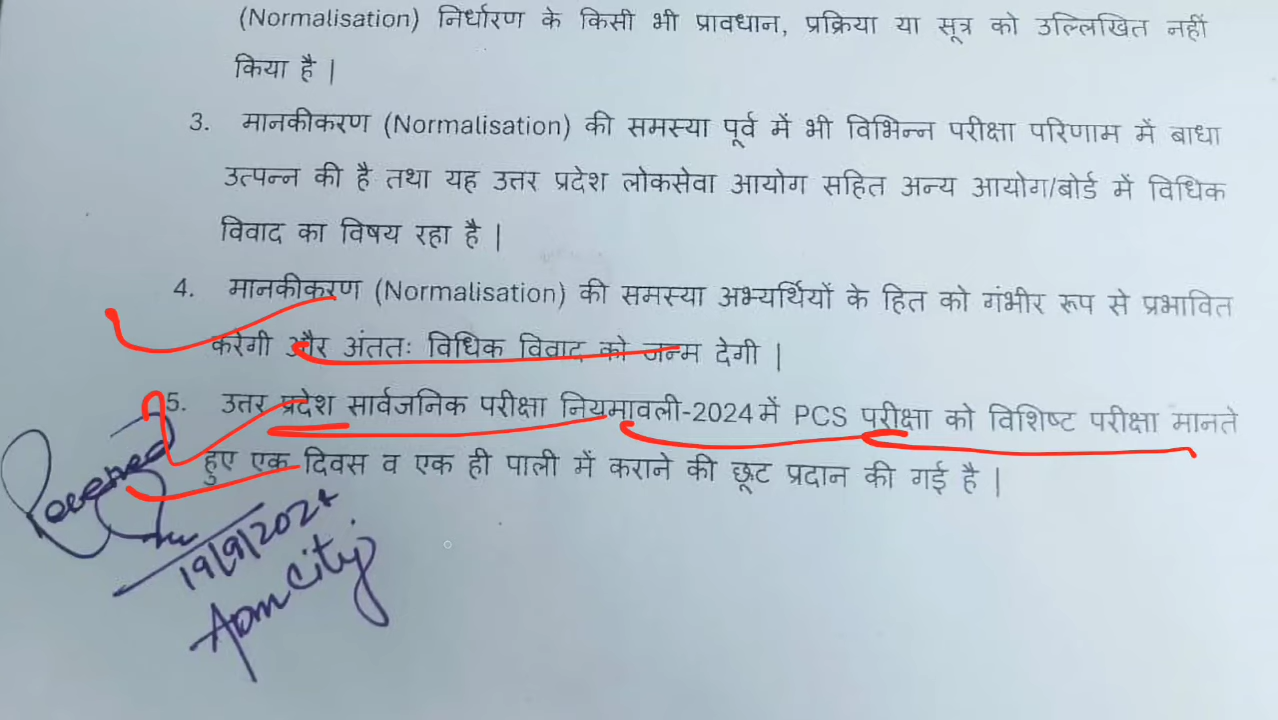 (Normalisation) निर्धारण के किसी भी प्रावधान, प्रक्रिया या सूत्र को उल्लिखित नहीं
किया है |
3. मानकीकरण (Normalisation) की समस्या पूर्व में भी विभिन्न परीक्षा परिणाम में बाधा
उत्पन्न की है तथा यह उत्तर प्रदेश लोकसेवा आयोग सहित अन्य आयोग/बोर्ड में विधिक
विवाद का विषय रहा है |
4. मानकीकरण (Normalisation) की समस्या अभ्यर्थियों के हित को गंभीर रूप से प्रभावित
करेगी और अंततः विधिक विवाद को जन्म देगी |
5. उत्तर प्रदेश सार्वजनिक परीक्षा नियमावली-2024 में PCS परीक्षा को विशिष्ट परीक्षा मानते
हुए एक दिवस व एक ही पाली में कराने की छूट प्रदान की गई है |
Received
19/9/2024
ADM City